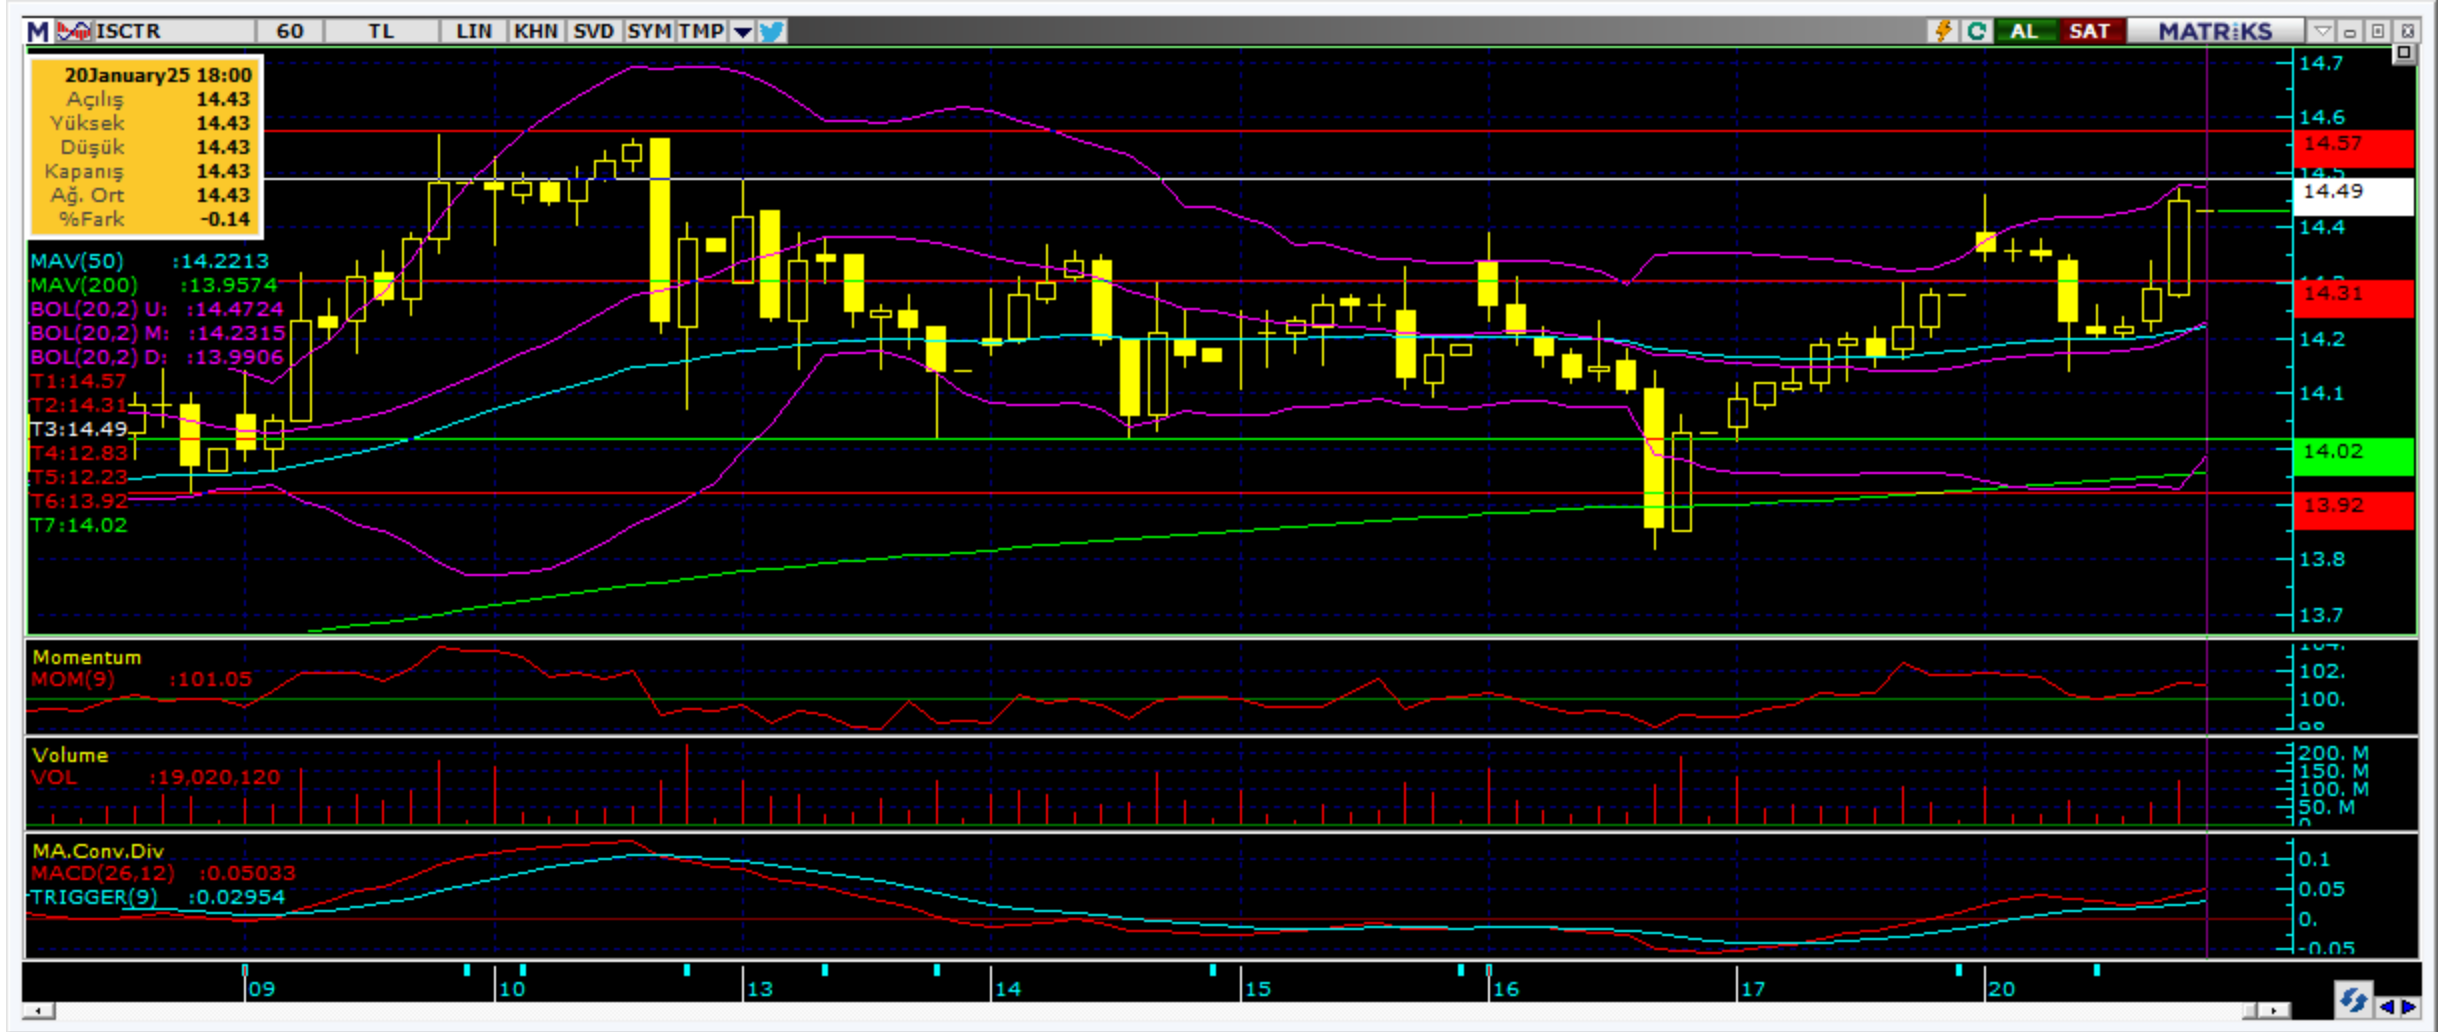 M ISCTR 60 TL LIN KHN SVD SYM TMP AL SAT MATRiKS
20January25 18:00
Açılış 14.43
Yüksek 14.43
Düşük 14.43
Kapanış 14.43
Ağ. Ort 14.43
%Fark -0.14
MAV(50) :14.2213
MAV(200) :13.9574
BOL(20,2) U: :14.4724
BOL(20,2) M: :14.2315
BOL(20,2) D: :13.9906
T1:14.57
T2:14.31
T3:14.49
T4:12.83
T5:12.23
T6:13.92
T7:14.02
14.7
14.6
14.57
14.5
14.49
14.4
14.31
14.2
14.1
14.02
13.92
13.8
13.7
Momentum
MOM(9) :101.05
104.
102.
100.
98
Volume
VOL :19,020,120
200. M
150. M
100. M
50. M
0
MA.Conv.Div
MACD(26,12) :0.05033
TRIGGER(9) :0.02954
0.1
0.05
0.
-0.05
09 10 13 14 15 16 17 20